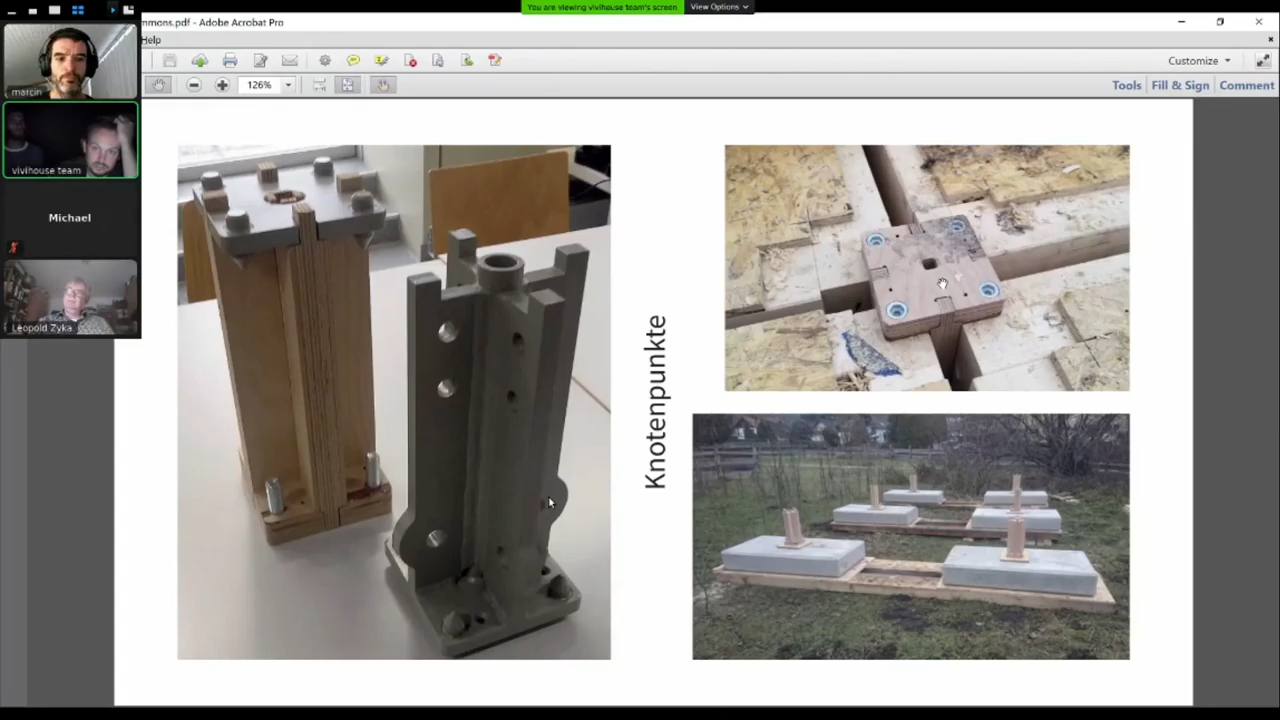 You are viewing vivihouse team's screen
View Options
mmons.pdf - Adobe Acrobat Pro
Help
126%
Customize
Tools
Fill & Sign
Comment
marcin
vivihouse team
Michael
Leopold Zyka
Knotenpunkte